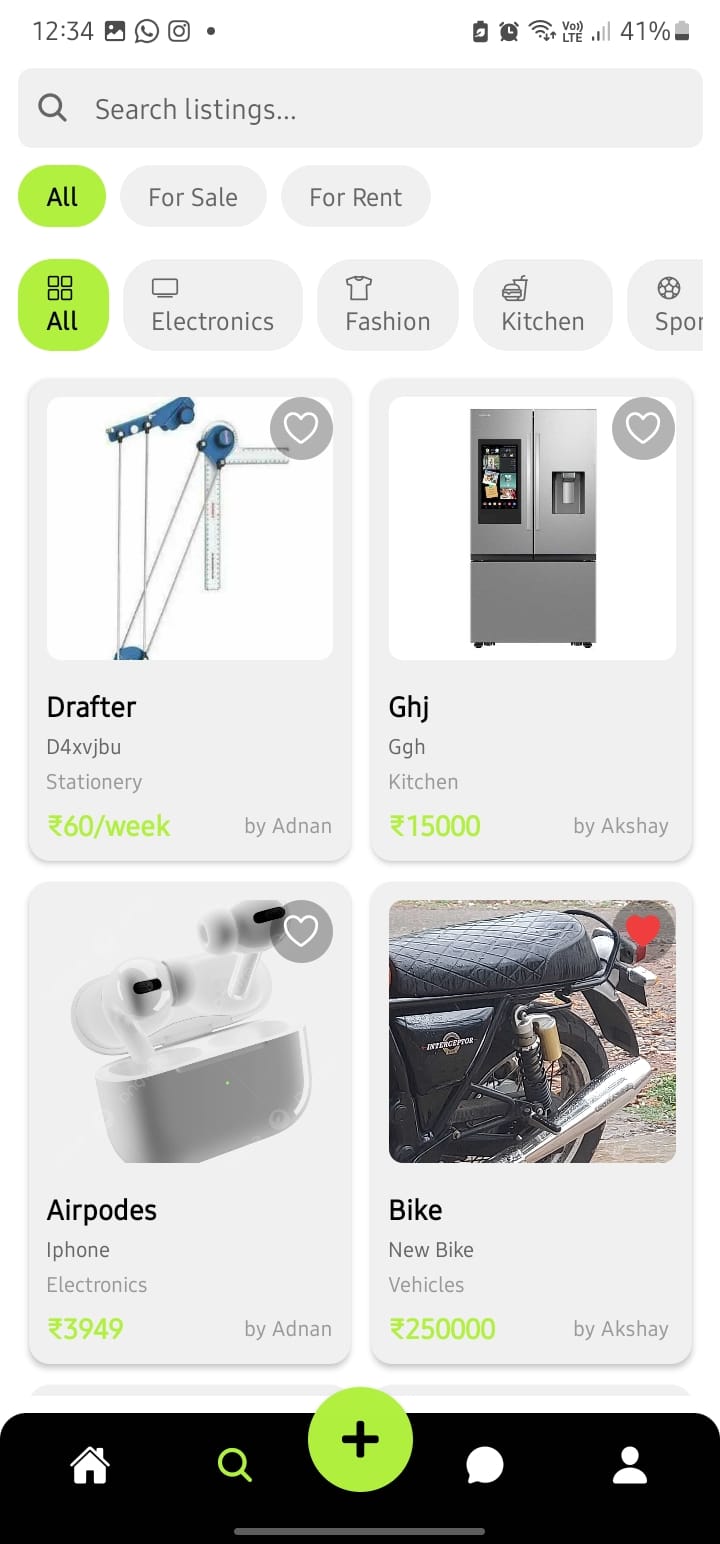 12:34
Vo))
LTE
41%
Search listings...
All
For Sale
For Rent
All
Electronics
Fashion
Kitchen
Spor
Drafter
D4xvjbu
Stationery
₹60/week
by Adnan
Ghj
Ggh
Kitchen
₹15000
by Akshay
INTERCEPTOR
Airpodes
Iphone
Electronics
₹3949
by Adnan
Bike
New Bike
Vehicles
₹250000
by Akshay